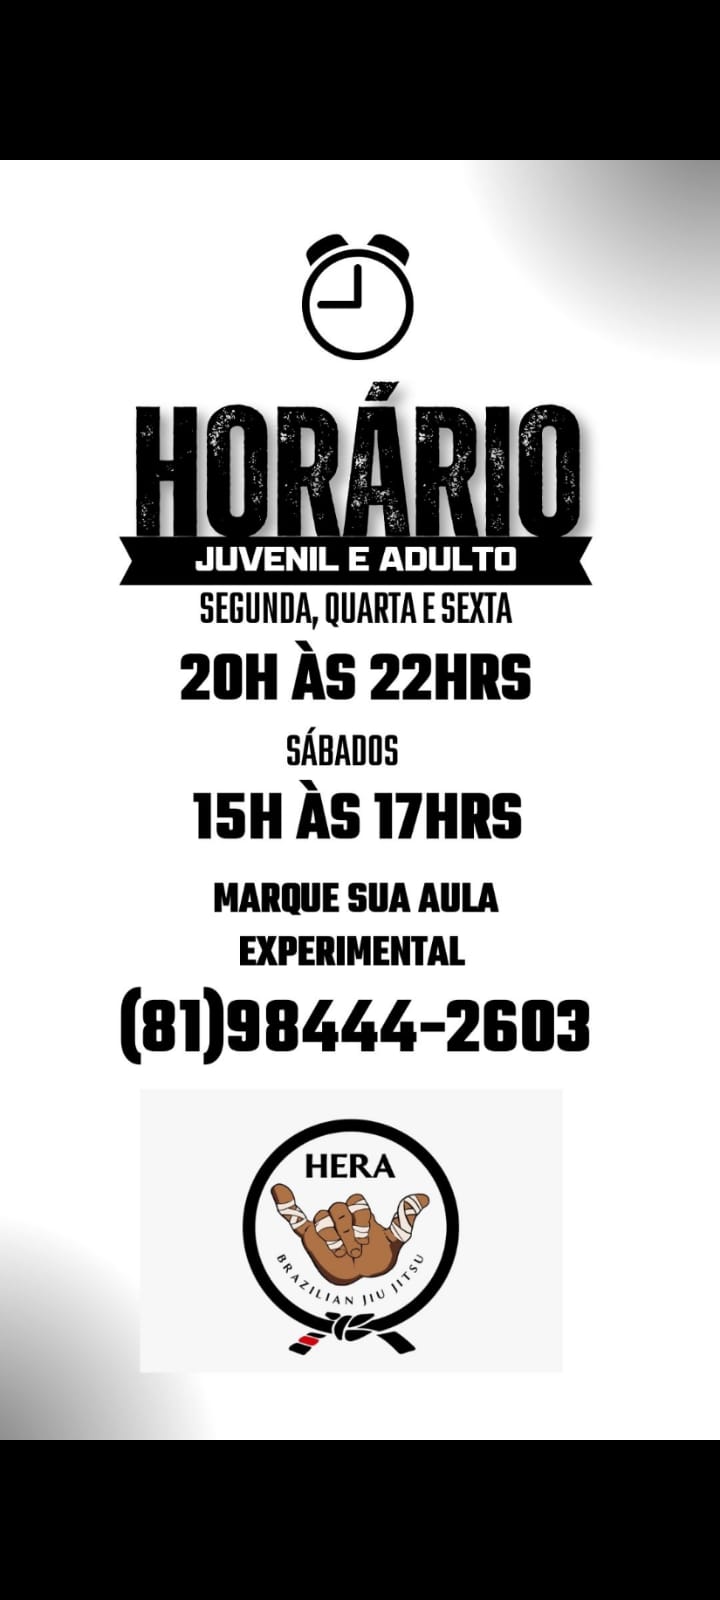 HORÁRIO
JUVENIL E ADULTO
SEGUNDA, QUARTA E SEXTA
20H ÀS 22HRS
SÁBADOS
15H ÀS 17HRS
MARQUE SUA AULA
EXPERIMENTAL
(81)98444-2603
HERA
BRAZILIAN JIU JITSU